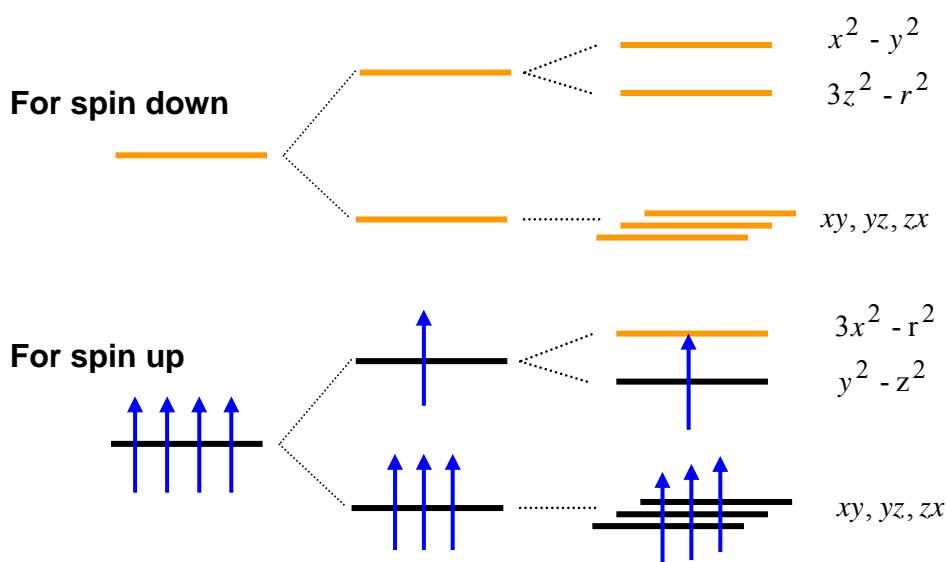 x² - y²
3z² - r²
For spin down
xy, yz, zx
3x² - r²
For spin up
y² - z²
xy, yz, zx